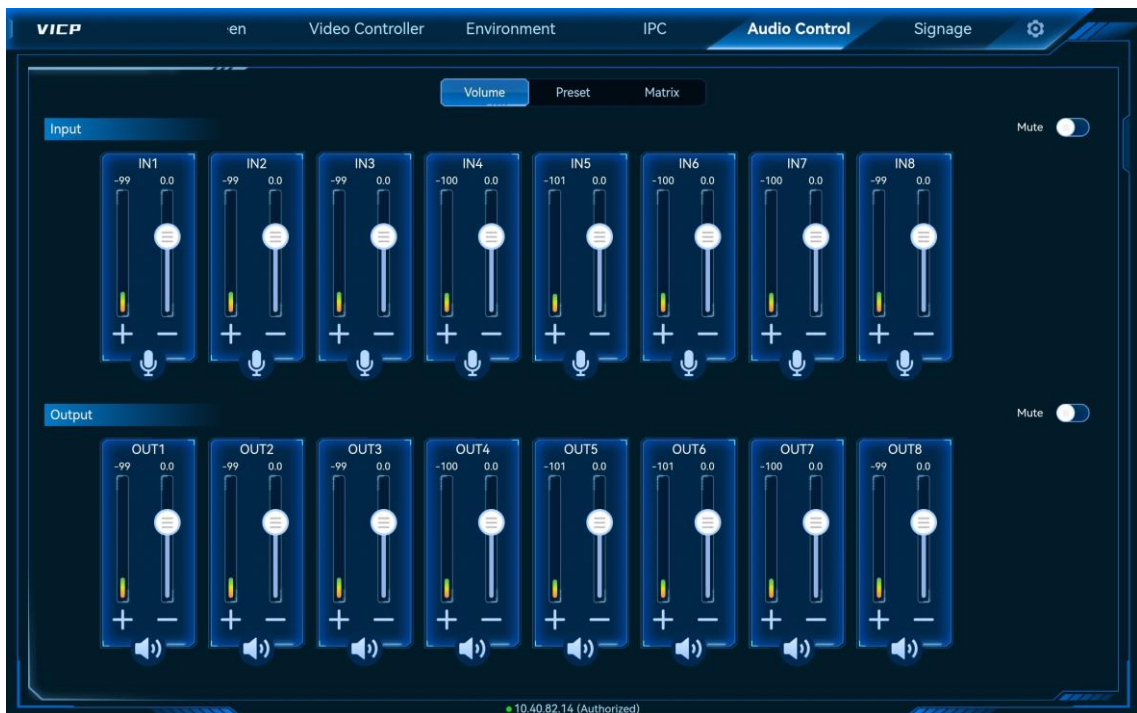 VICP en Video Controller Environment IPC Audio Control Signage
Volume Preset Matrix
Input Mute
IN1 IN2 IN3 IN4 IN5 IN6 IN7 IN8
-99 0.0 -99 0.0 -99 0.0 -100 0.0 -101 0.0 -100 0.0 -100 0.0 -99 0.0
Output Mute
OUT1 OUT2 OUT3 OUT4 OUT5 OUT6 OUT7 OUT8
-99 0.0 -99 0.0 -99 0.0 -100 0.0 -101 0.0 -101 0.0 -100 0.0 -99 0.0
10.40.82.14 (Authorized)